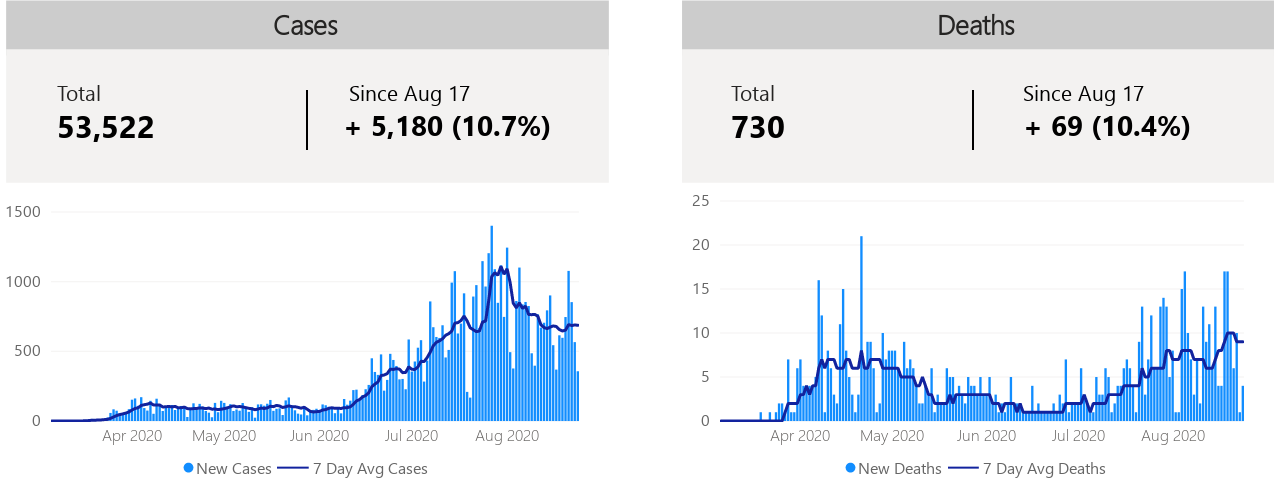 Cases
Total
53,522
Since Aug 17
+ 5,180 (10.7%)
1500
1000
500
0
Apr 2020 May 2020 Jun 2020 Jul 2020 Aug 2020
New Cases 7 Day Avg Cases
Deaths
Total
730
Since Aug 17
+ 69 (10.4%)
25
20
15
10
5
0
Apr 2020 May 2020 Jun 2020 Jul 2020 Aug 2020
New Deaths 7 Day Avg Deaths